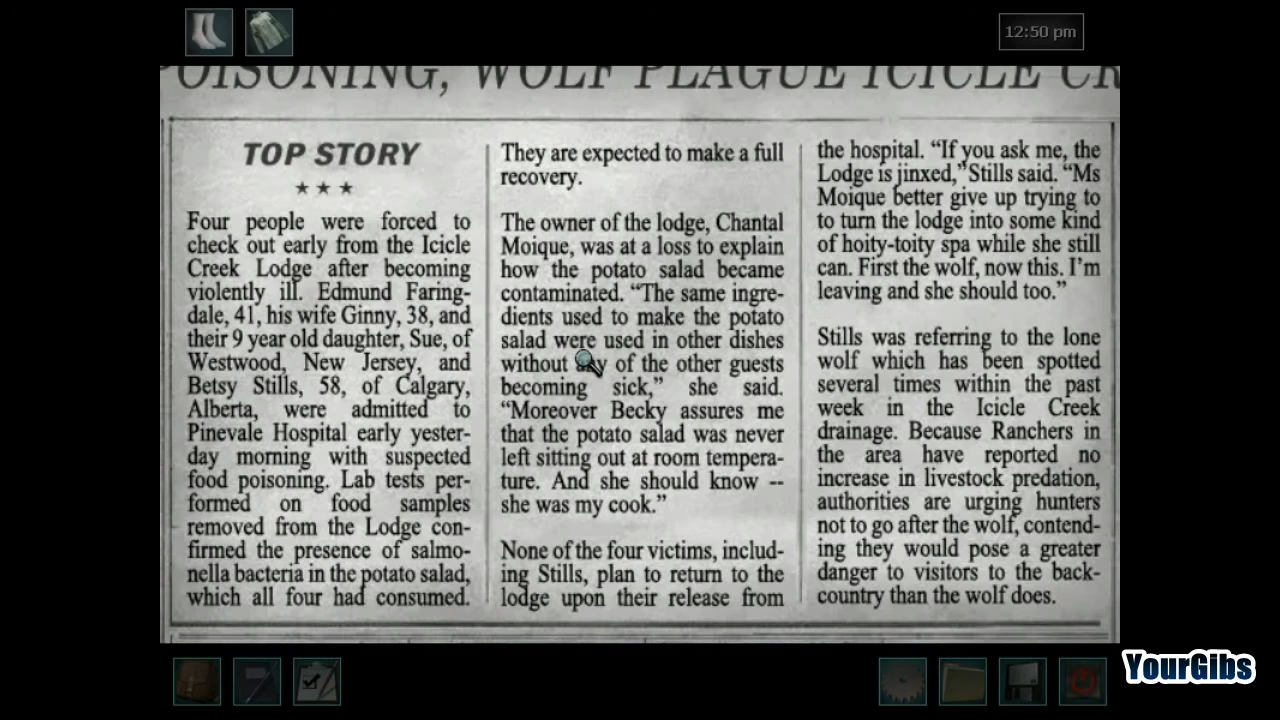 12:50 pm
POISONING, WOLF PLAGUE ICICLE CR
TOP STORY
Four people were forced to
check out early from the Icicle
Creek Lodge after becoming
violently ill. Edmund Faring-
dale, 41, his wife Ginny, 38, and
their 9 year old daughter, Sue, of
Westwood, New Jersey, and
Betsy Stills, 58, of Calgary,
Alberta, were admitted to
Pinevale Hospital early yester-
day morning with suspected
food poisoning. Lab tests per-
formed on food samples
removed from the Lodge con-
firmed the presence of salmo-
nella bacteria in the potato salad,
which all four had consumed.
They are expected to make a full
recovery.
The owner of the lodge, Chantal
Moique, was at a loss to explain
how the potato salad became
contaminated. “The same ingre-
dients used to make the potato
salad were used in other dishes
without of the other guests
becoming sick,” she said.
“Moreover Becky assures me
that the potato salad was never
left sitting out at room tempera-
ture. And she should know --
she was my cook.”
None of the four victims, includ-
ing Stills, plan to return to the
lodge upon their release from
the hospital. “If you ask me, the
Lodge is jinxed,” Stills said. “Ms
Moique better give up trying to
to turn the lodge into some kind
of hoity-toity spa while she still
can. First the wolf, now this. I’m
leaving and she should too.”
Stills was referring to the lone
wolf which has been spotted
several times within the past
week in the Icicle Creek
drainage. Because Ranchers in
the area have reported no
increase in livestock predation,
authorities are urging hunters
not to go after the wolf, contend-
ing they would pose a greater
danger to visitors to the back-
country than the wolf does.
YourGibs